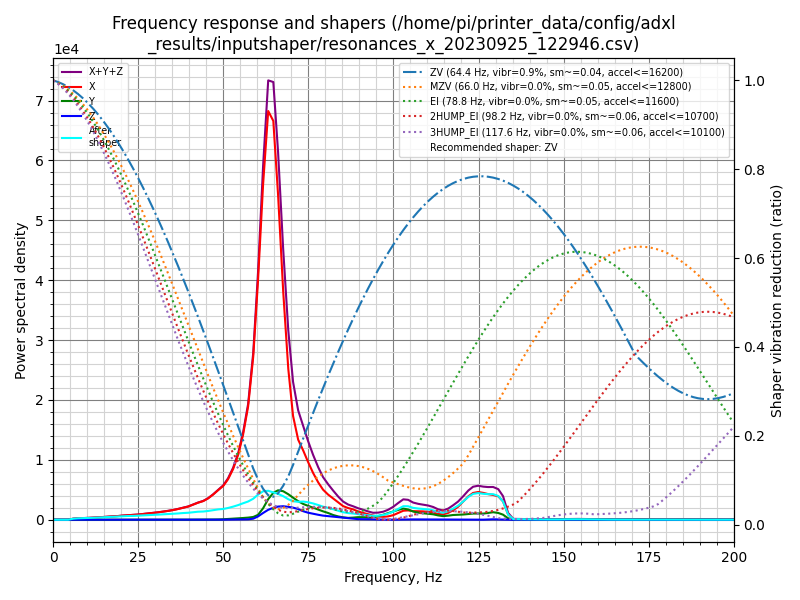 Frequency response and shapers (/home/pi/printer_data/config/adxl
_results/inputshaper/resonances_x_20230925_122946.csv)
1e4
X+Y+Z
X
Y
Z
After
shaper
ZV (64.4 Hz, vibr=0.9%, sm~=0.04, accel<=16200)
MZV (66.0 Hz, vibr=0.0%, sm~=0.05, accel<=12800)
EI (78.8 Hz, vibr=0.0%, sm~=0.05, accel<=11600)
2HUMP_EI (98.2 Hz, vibr=0.0%, sm~=0.06, accel<=10700)
3HUMP_EI (117.6 Hz, vibr=0.0%, sm~=0.06, accel<=10100)
Recommended shaper: ZV
Power spectral density
7
6
5
4
3
2
1
0
1.0
0.8
0.6
0.4
0.2
0.0
Shaper vibration reduction (ratio)
0 25 50 75 100 125 150 175 200
Frequency, Hz